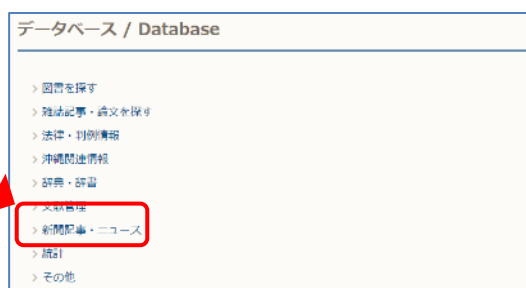 データベース / Database
> 図書を探す
> 雑誌記事・論文を探す
> 法律・判例情報
> 沖縄関連情報
> 辞典・辞書
> 文献管理
> 新聞記事・ニュース
> 統計
> その他